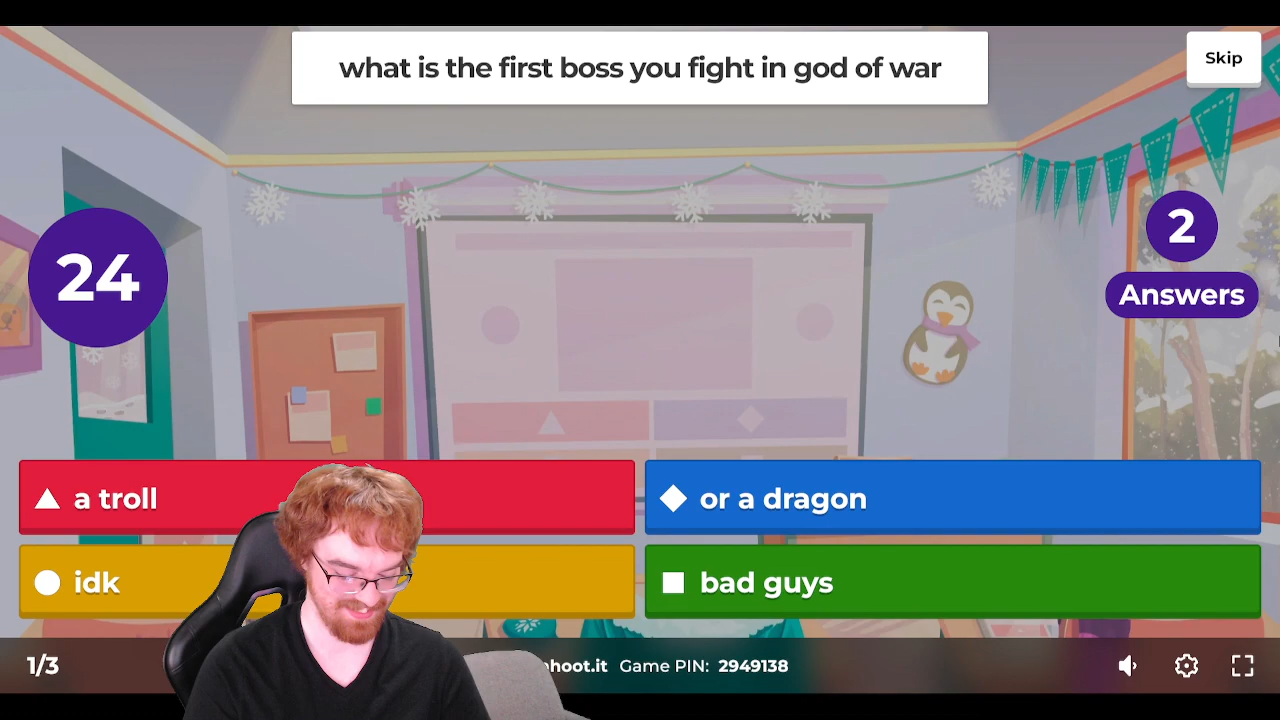 what is the first boss you fight in god of war
Skip
24
2
Answers
a troll
or a dragon
idk
bad guys
1/3
hoot.it Game PIN: 2949138